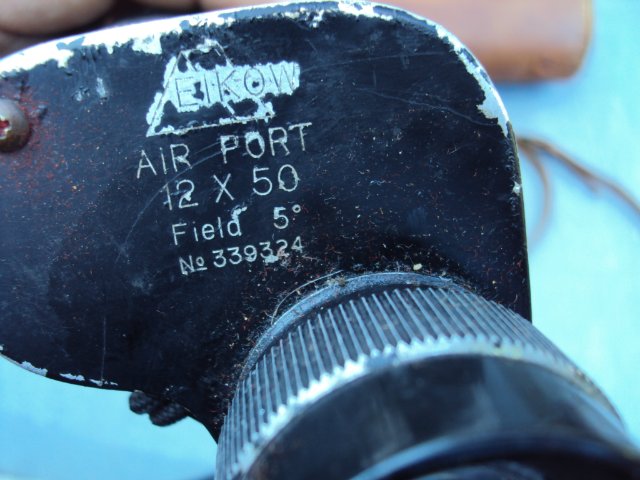 EIKOW
AIR PORT
12 X 50
Field 5°
No 339324